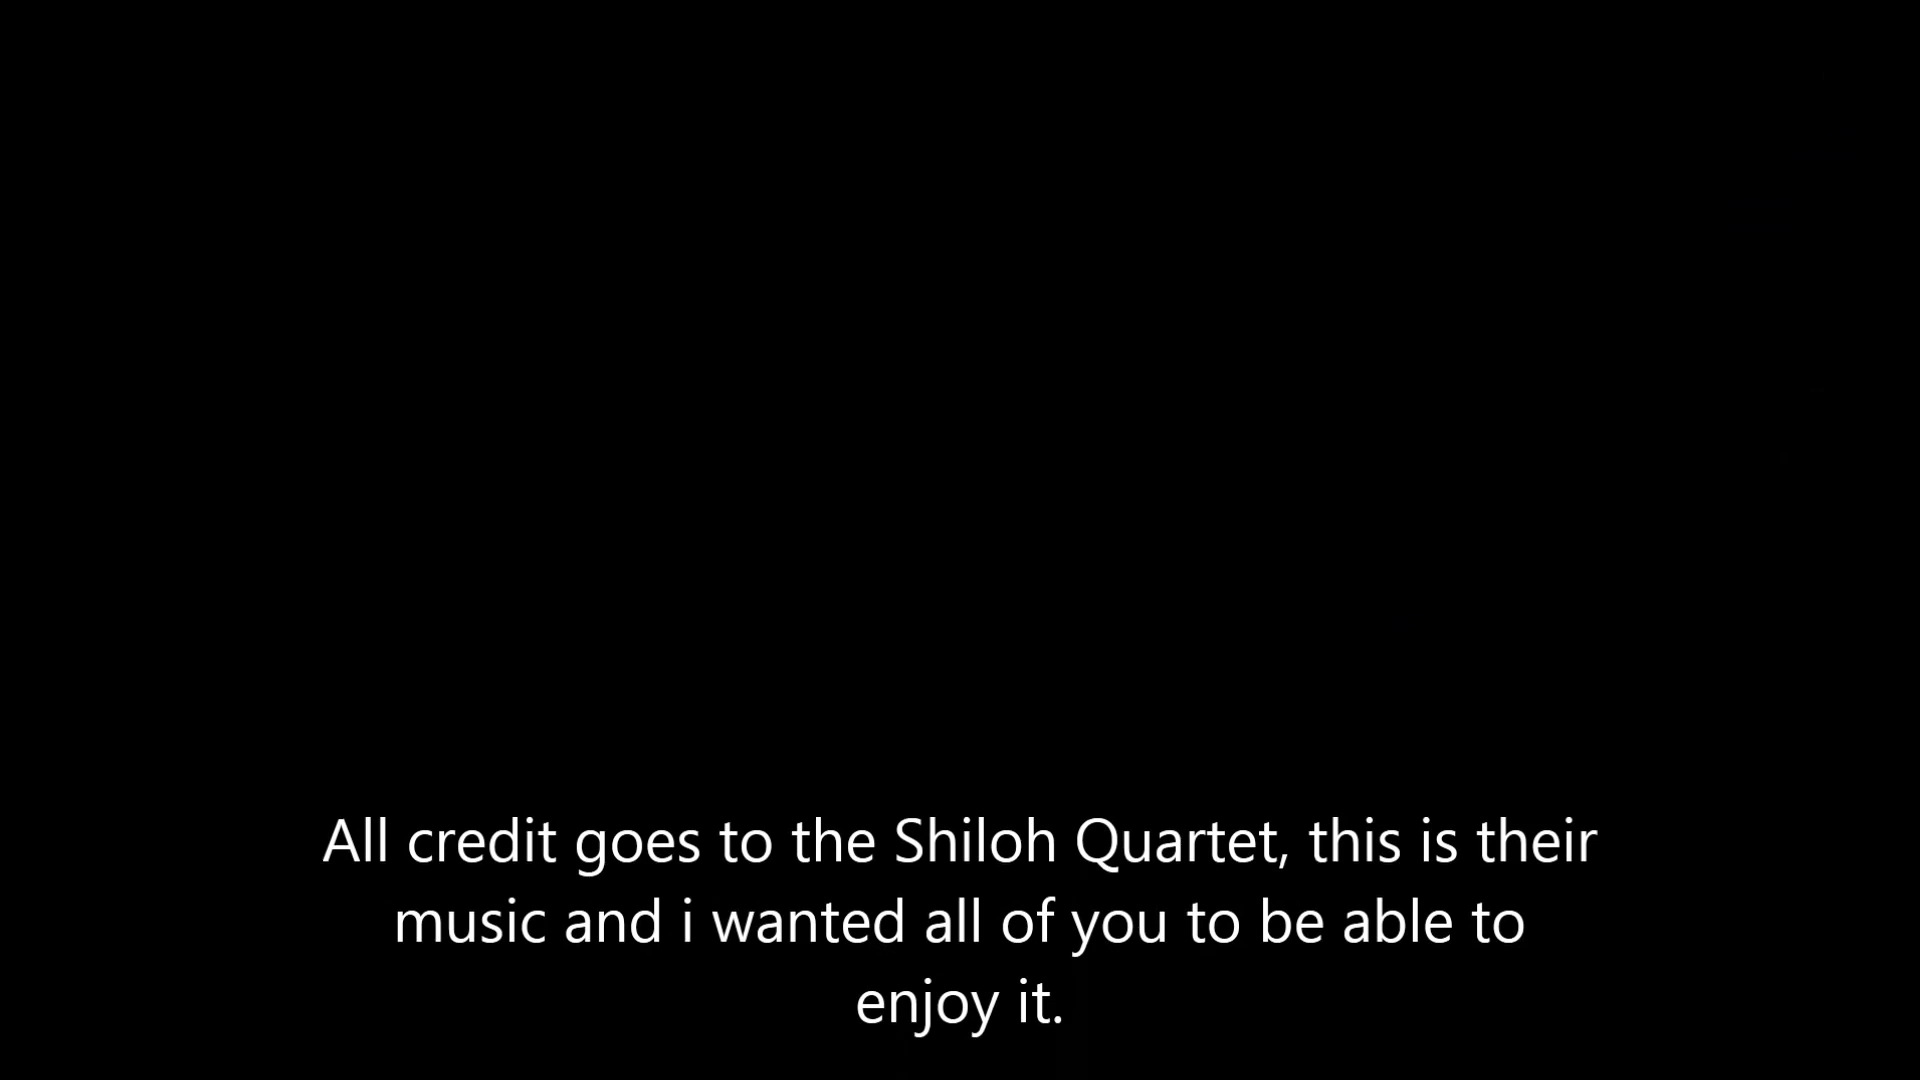 All credit goes to the Shiloh Quartet, this is their
music and i wanted all of you to be able to
enjoy it.